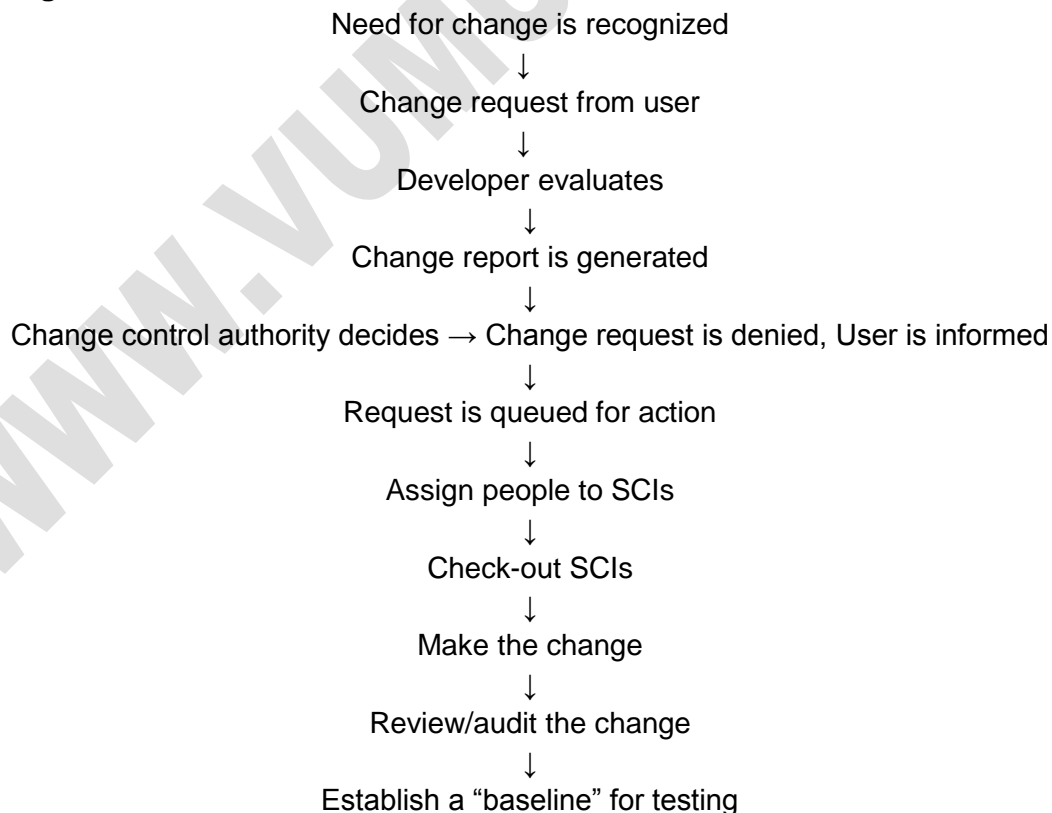 Need for change is recognized
↓
Change request from user
↓
Developer evaluates
↓
Change report is generated
↓
Change control authority decides → Change request is denied, User is informed
↓
Request is queued for action
↓
Assign people to SCIs
↓
Check-out SCIs
↓
Make the change
↓
Review/audit the change
↓
Establish a “baseline” for testing